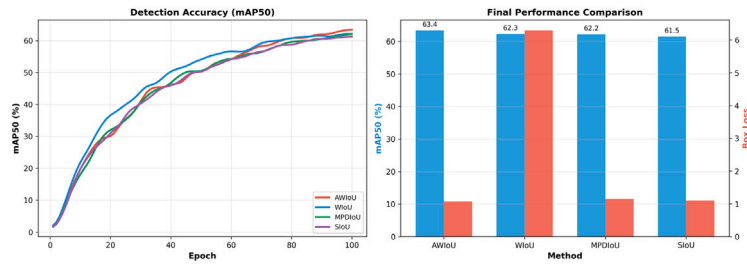 Detection Accuracy (mAP50)
mAP50 (%)
60
50
40
30
20
10
0
0
20
40
60
80
100
Epoch
AWIoU
WIoU
MPDIoU
SIoU
Final Performance Comparison
mAP50 (%)
60
50
40
30
20
10
0
63.4
62.3
62.2
61.5
AWIoU
WIoU
MPDIoU
SIoU
Method
6
5
4
3
2
1
0
Box Loss